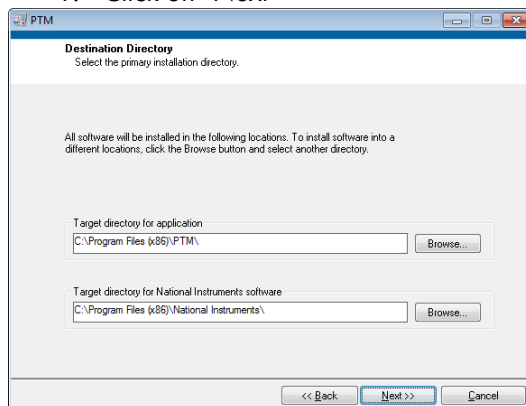 PTM
Destination Directory
Select the primary installation directory.
All software will be installed in the following locations. To install software into a
different locations, click the Browse button and select another directory.
Target directory for application
C:\Program Files (x86)\PTM\
Browse...
Target directory for National Instruments software
C:\Program Files (x86)\National Instruments\
Browse...
<< Back
Next >>
Cancel